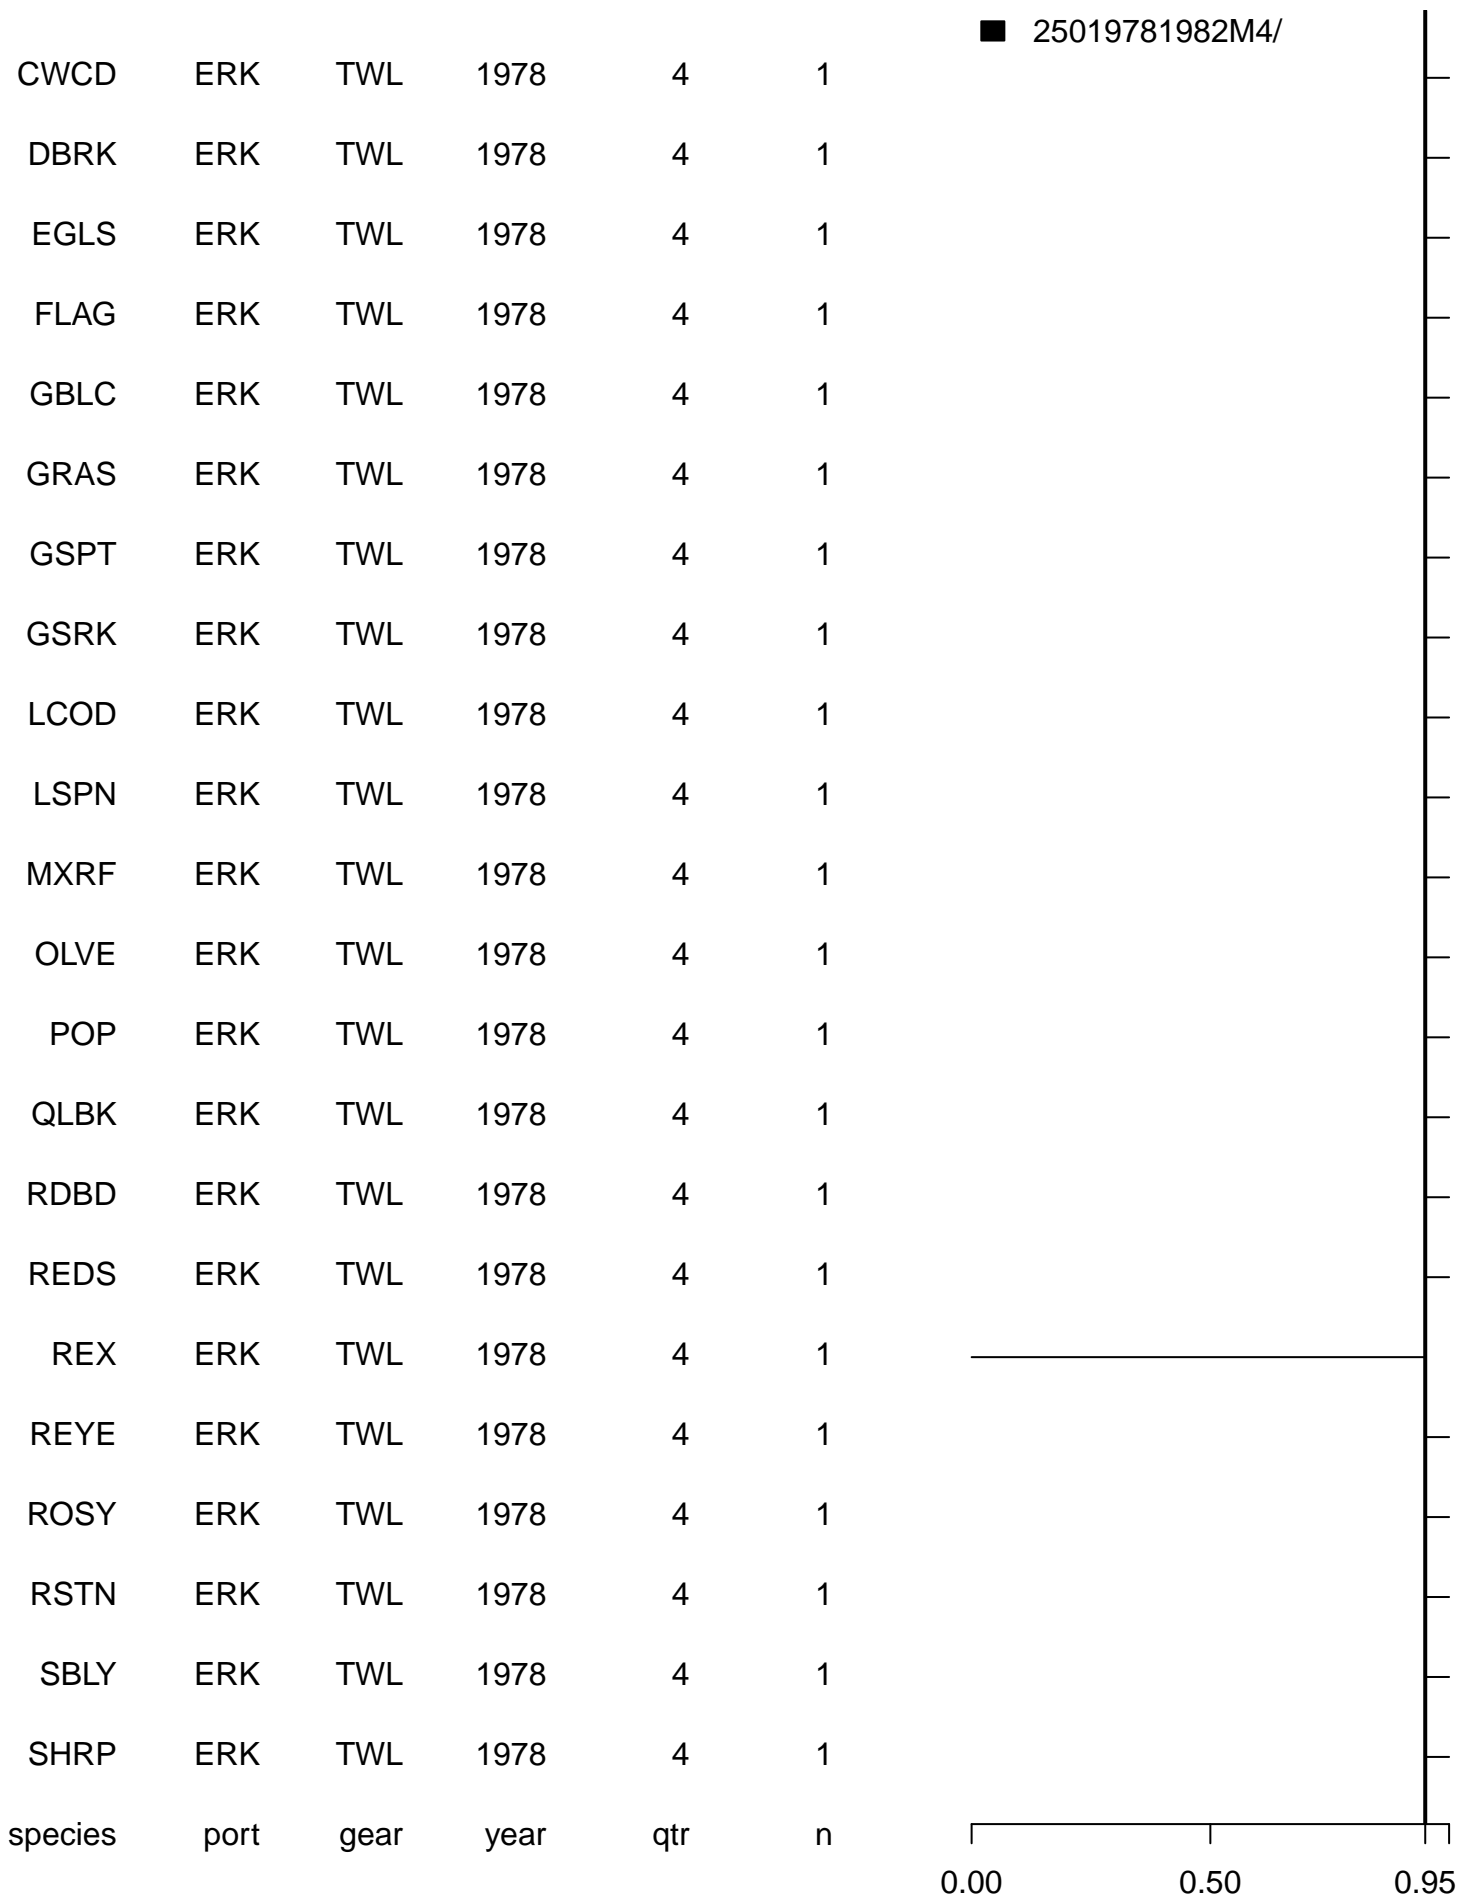 25019781982M4/
CWCD ERK TWL 1978 4 1
DBRK ERK TWL 1978 4 1
EGLS ERK TWL 1978 4 1
FLAG ERK TWL 1978 4 1
GBLC ERK TWL 1978 4 1
GRAS ERK TWL 1978 4 1
GSPT ERK TWL 1978 4 1
GSRK ERK TWL 1978 4 1
LCOD ERK TWL 1978 4 1
LSPN ERK TWL 1978 4 1
MXRF ERK TWL 1978 4 1
OLVE ERK TWL 1978 4 1
POP ERK TWL 1978 4 1
QLBK ERK TWL 1978 4 1
RDBD ERK TWL 1978 4 1
REDS ERK TWL 1978 4 1
REX ERK TWL 1978 4 1
REYE ERK TWL 1978 4 1
ROSY ERK TWL 1978 4 1
RSTN ERK TWL 1978 4 1
SBLY ERK TWL 1978 4 1
SHRP ERK TWL 1978 4 1
species port gear year qtr n
0.00 0.50 0.95